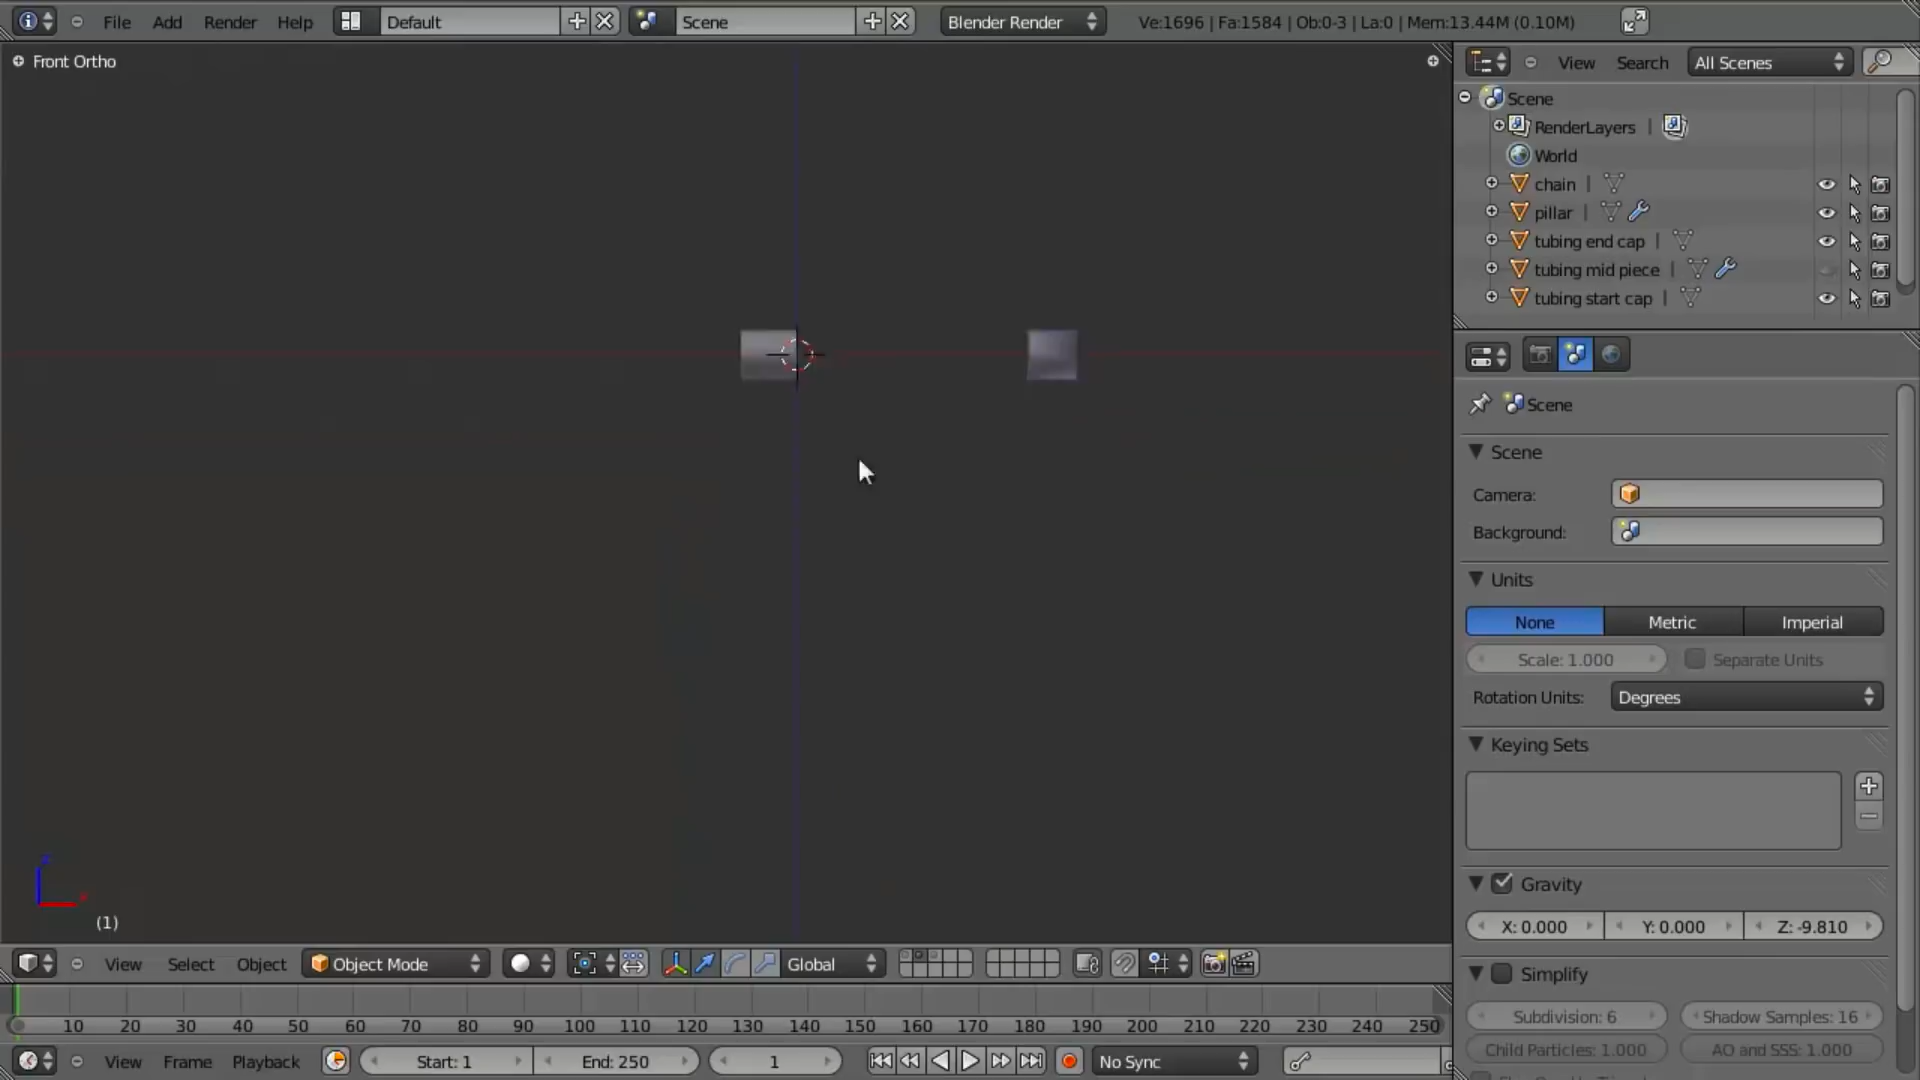 File Add Render Help Default Scene Blender Render Ve:1696 | Fa:1584 | Ob:0-3 | La:0 | Mem:13.44M (0.10M)
Front Ortho
View Search All Scenes
Scene
RenderLayers |
World
chain |
pillar |
tubing end cap |
tubing mid piece |
tubing start cap |
Scene
Scene
Camera:
Background:
Units
None Metric Imperial
Scale: 1.000 Separate Units
Rotation Units: Degrees
Keying Sets
Gravity
X: 0.000 Y: 0.000 Z: -9.810
Simplify
Subdivision: 6 Shadow Samples: 16
Child Particles: 1.000 AO and SSS: 1.000
(1)
View Select Object Object Mode Global
10 20 30 40 50 60 70 80 90 100 110 120 130 140 150 160 170 180 190 200 210 220 230 240 250
View Frame Playback Start: 1 End: 250 1 No Sync